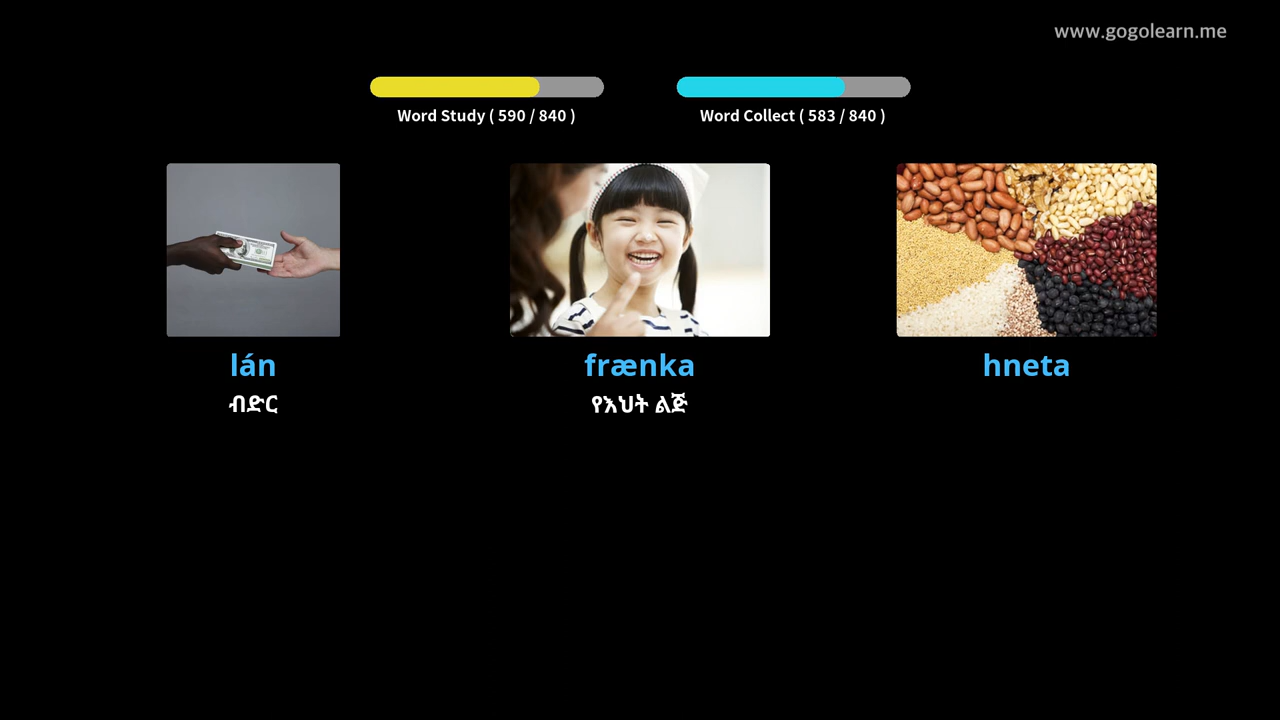 www.gogolearn.me
Word Study ( 590 / 840 )
Word Collect ( 583 / 840 )
lán
frænka
hneta
ብድር
የእህት ልጅ